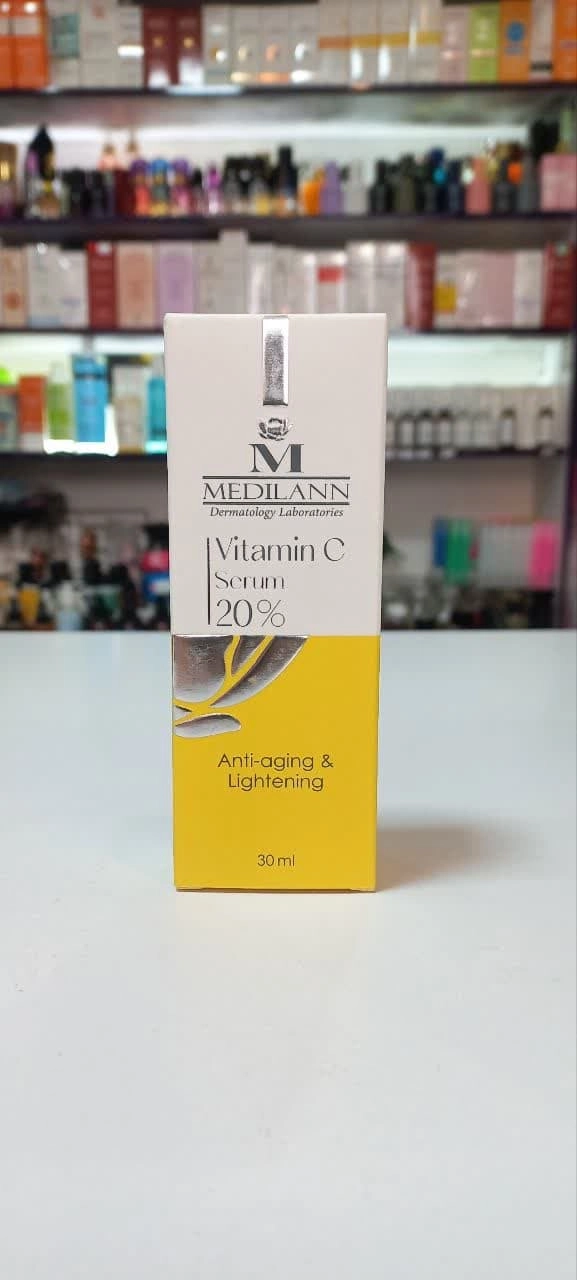 M
MEDILANN
Dermatology Laboratories
Vitamin C
Serum
20%
Anti-aging &
Lightening
30 ml